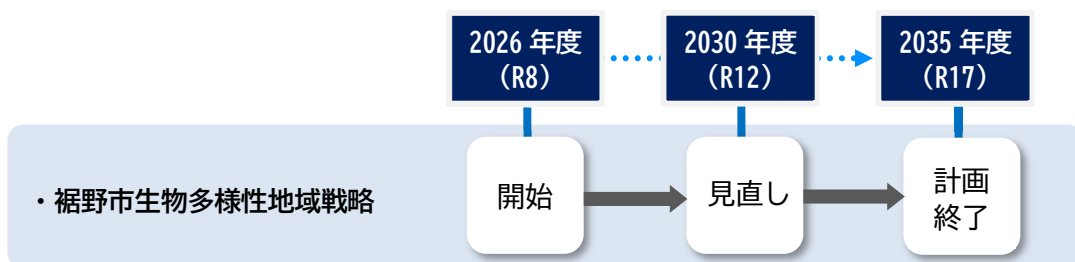 2026 年度
（R8）
2030 年度
（R12）
2035 年度
（R17）
・裾野市生物多様性地域戦略
開始
見直し
計画
終了